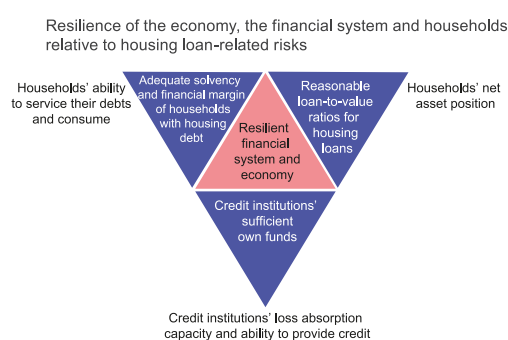 Resilience of the economy, the financial system and households
relative to housing loan-related risks
Households' ability
to service their debts
and consume
Adequate solvency
and financial margin
of households
with housing
debt
Reasonable
loan-to-value
ratios for
housing
loans
Households' net
asset position
Resilient
financial
system and
economy
Credit institutions'
sufficient
own funds
Credit institutions' loss absorption
capacity and ability to provide credit